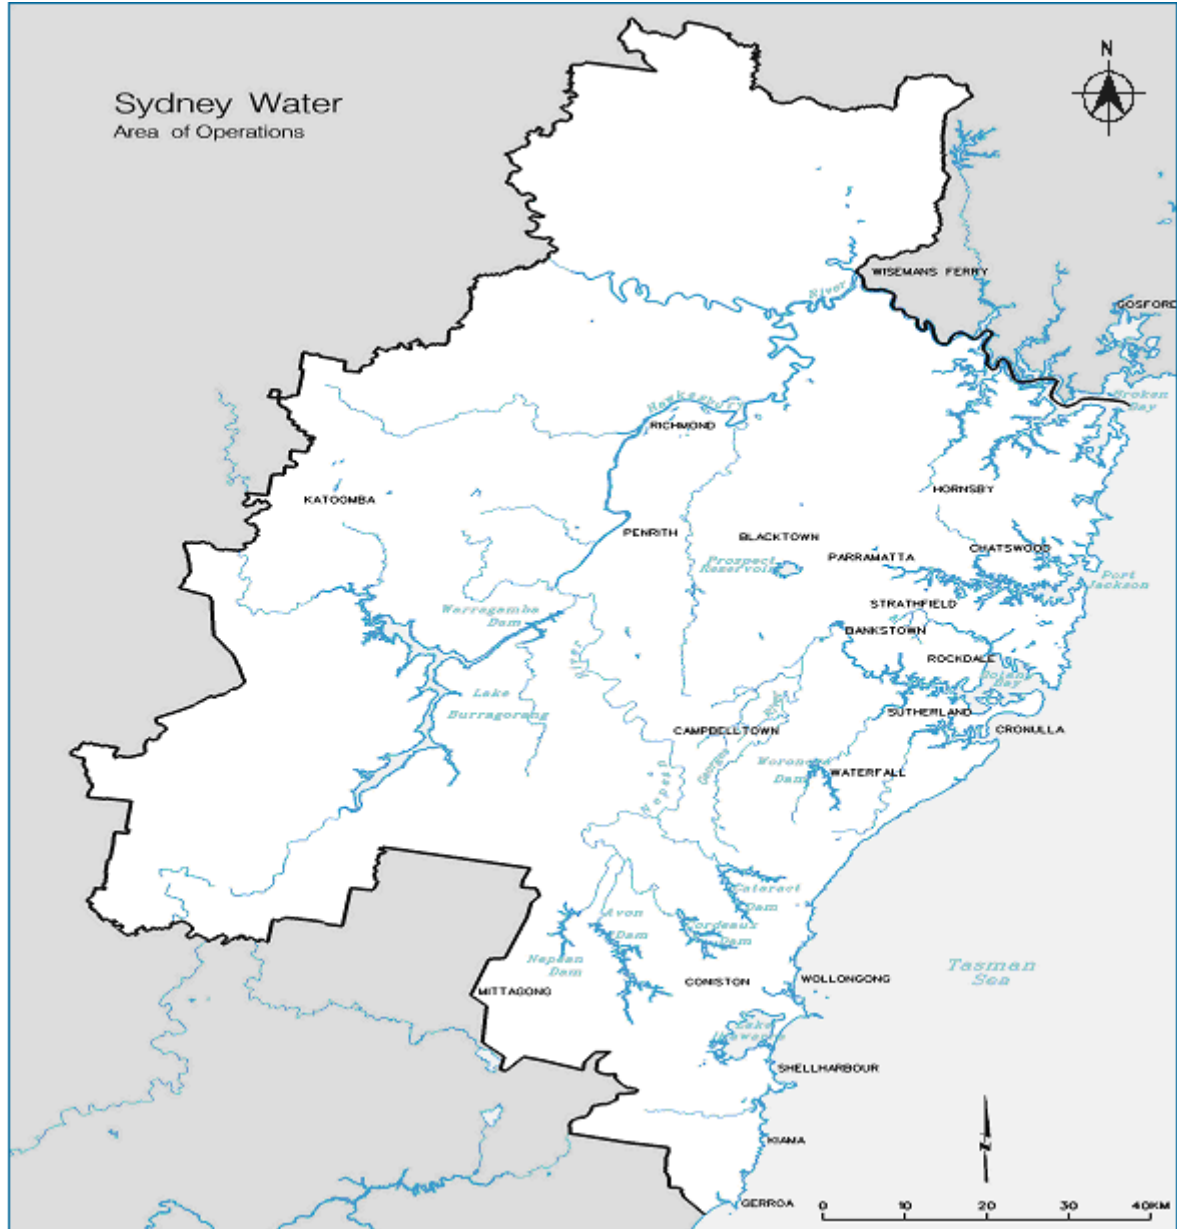 N
Sydney Water
Area of Operations
WISEMANS FERRY
River
GOSFORD
Broken
Bay
Hawkesbury
RICHMOND
HORNSBY
KATOOMBA
PENRITH
BLACKTOWN
CHATSWOOD
PARRAMATTA
Prospect
Reservoir
Port
Jackson
STRATHFIELD
Warragamba
Dam
BANKSTOWN
River
ROCKDALE
Botany
Bay
Lake
Burragorang
River
SUTHERLAND
CAMPBELLTOWN
CRONULLA
Georges
Woronora
Dam
WATERFALL
Nepean
Cataract
Dam
Avon
Dam
Cordeaux
Dam
Nepean
Dam
Tasman
Sea
CONISTON
WOLLONGONG
MITTAGONG
Lake
Illawarra
SHELLHARBOUR
N
KIAMA
GERROA
0 10 20 30 40KM